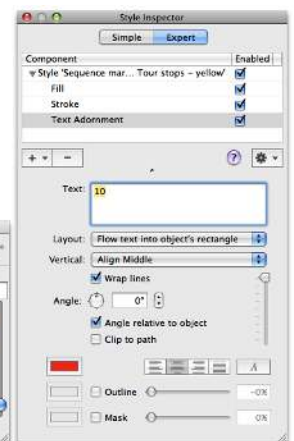 Style Inspector
Simple Expert
Component Enabled
Style 'Sequence mar... Tour stops - yellow'
Fill
Stroke
Text Adornment
+ - ?
Text: 10
Layout: Flow text into object's rectangle
Vertical: Align Middle
Wrap lines
Angle: 0°
Angle relative to object
Clip to path
A
Outline -0%
Mask 0%